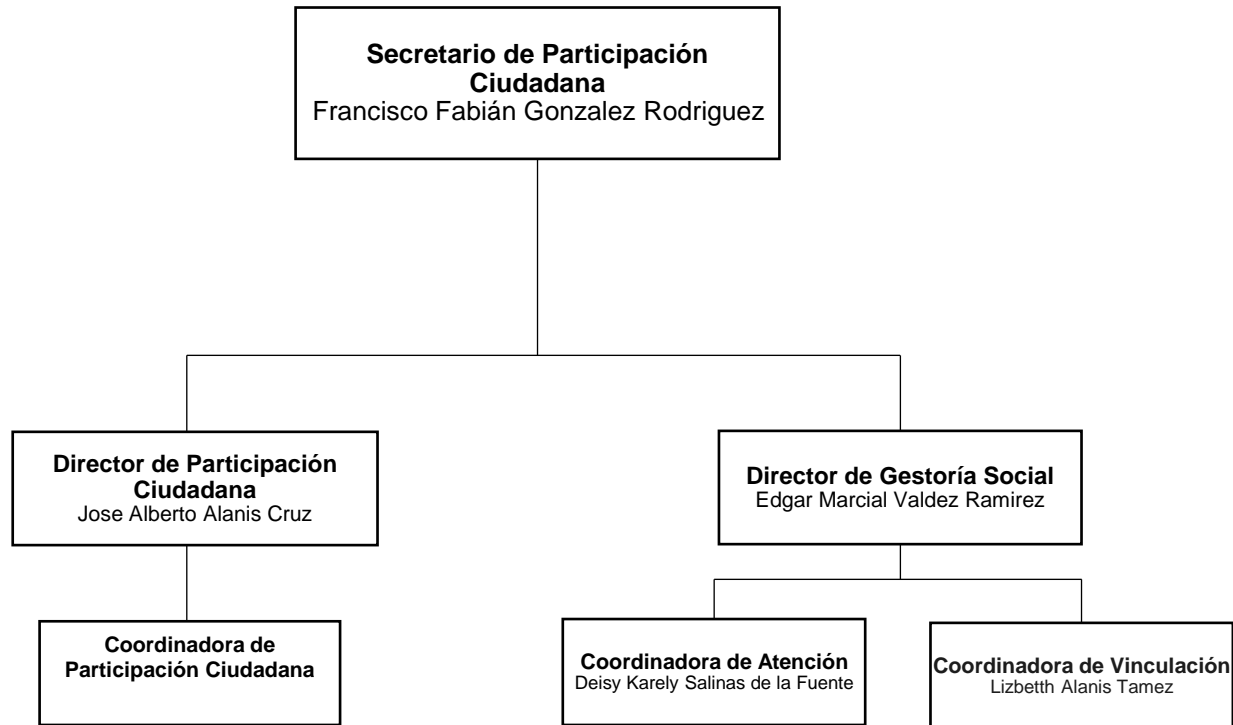 Secretario de Participación
Ciudadana
Francisco Fabián Gonzalez Rodriguez
Director de Participación
Ciudadana
Jose Alberto Alanis Cruz
Director de Gestoría Social
Edgar Marcial Valdez Ramirez
Coordinadora de
Participación Ciudadana
Coordinadora de Atención
Deisy Karely Salinas de la Fuente
Coordinadora de Vinculación
Lizbetth Alanis Tamez